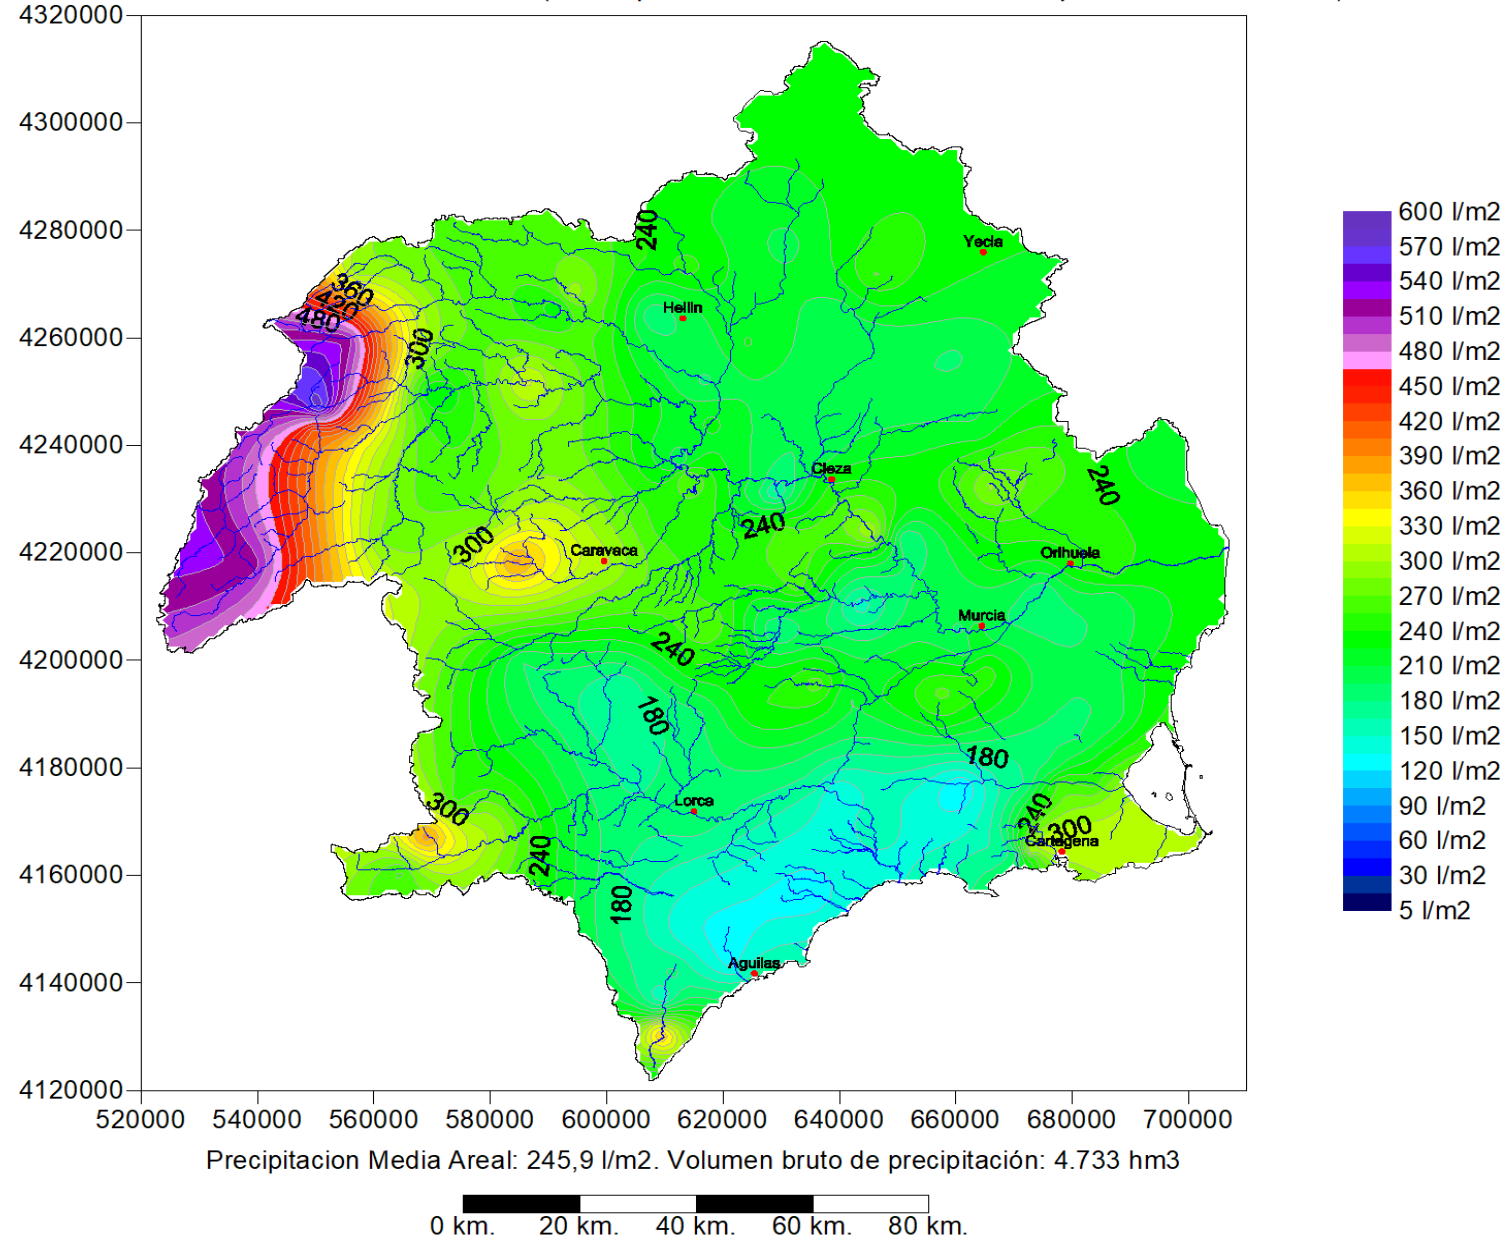 4320000
4300000
4280000
4260000
4240000
4220000
4200000
4180000
4160000
4140000
4120000
520000 540000 560000 580000 600000 620000 640000 660000 680000 700000
240
Yecla
360
420
480
Hellin
300
Cieza
240
240
300
Caravaca
Orihuela
Murcia
240
180
180
300
Lorca
240
300
Cartagena
240
180
Aguilas
600 l/m2
570 l/m2
540 l/m2
510 l/m2
480 l/m2
450 l/m2
420 l/m2
390 l/m2
360 l/m2
330 l/m2
300 l/m2
270 l/m2
240 l/m2
210 l/m2
180 l/m2
150 l/m2
120 l/m2
90 l/m2
60 l/m2
30 l/m2
5 l/m2
Precipitacion Media Areal: 245,9 l/m2. Volumen bruto de precipitación: 4.733 hm3
0 km. 20 km. 40 km. 60 km. 80 km.